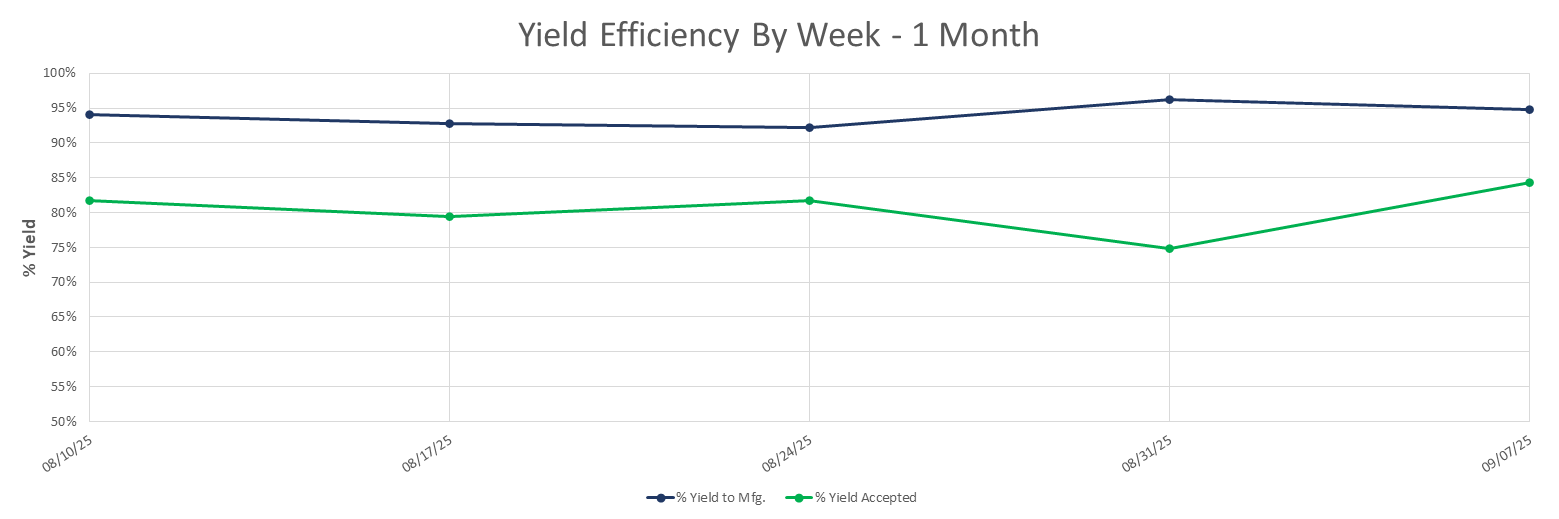 Yield Efficiency By Week - 1 Month
% Yield
100%
95%
90%
85%
80%
75%
70%
65%
60%
55%
50%
08/10/25 08/17/25 08/24/25 08/31/25 09/07/25
% Yield to Mfg. % Yield Accepted